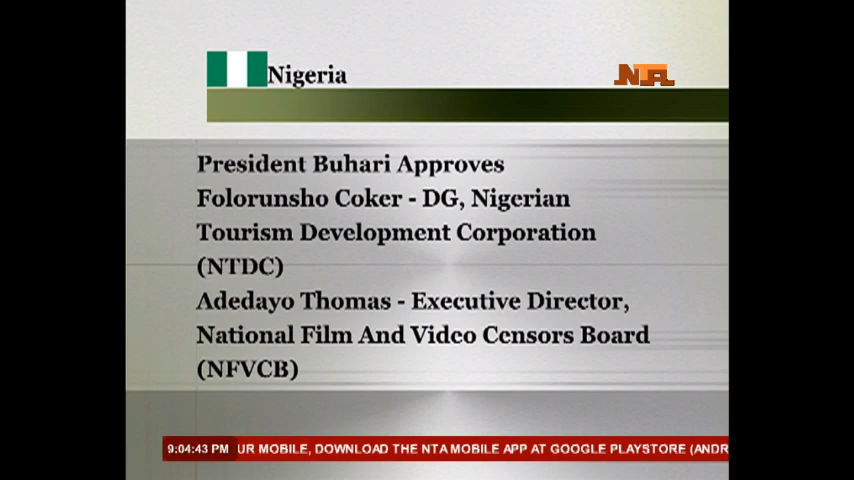 Nigeria
NTA
President Buhari Approves
Folorunsho Coker - DG, Nigerian
Tourism Development Corporation
(NTDC)
Adedayo Thomas - Executive Director,
National Film And Video Censors Board
(NFVCB)
9:04:43 PM UR MOBILE, DOWNLOAD THE NTA MOBILE APP AT GOOGLE PLAYSTORE (ANDR